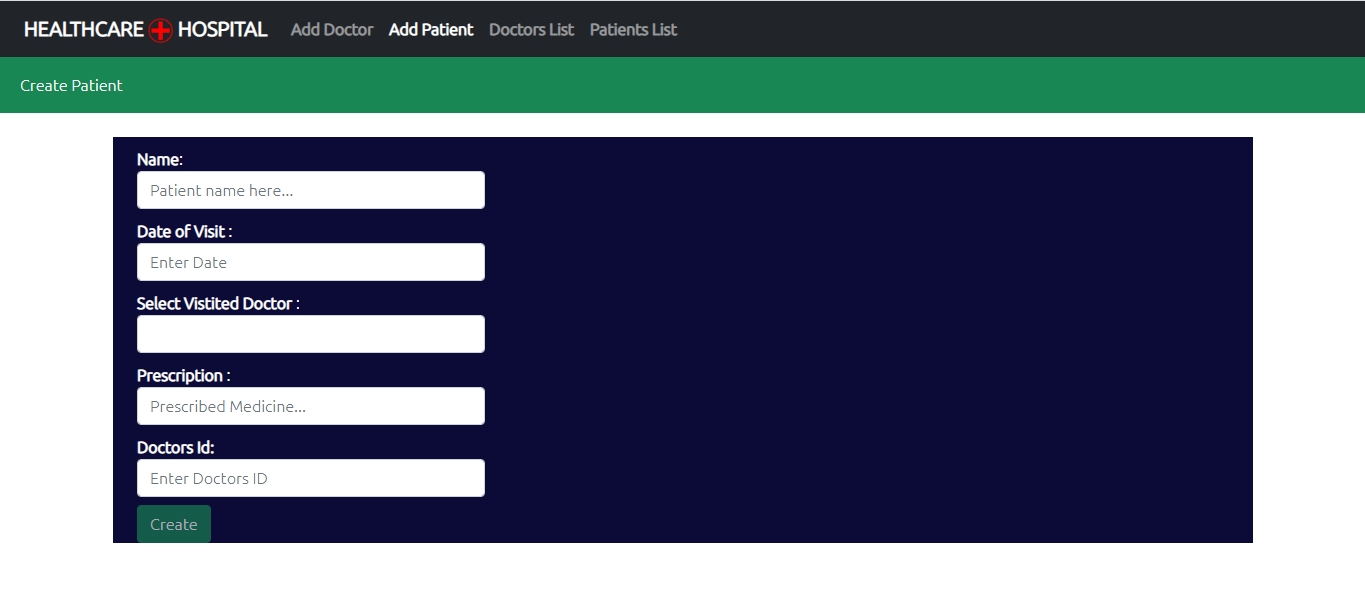 HEALTHCARE HOSPITAL Add Doctor Add Patient Doctors List Patients List
Create Patient
Name:
Patient name here...
Date of Visit :
Enter Date
Select Vistited Doctor :
Prescription :
Prescribed Medicine...
Doctors Id:
Enter Doctors ID
Create